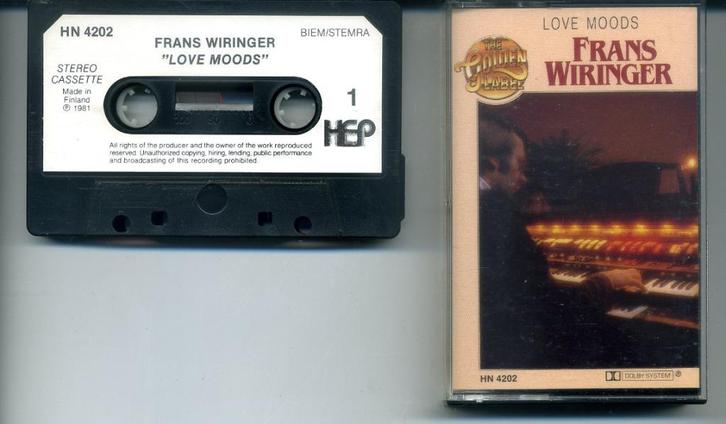 HN 4202
BIEM/STEMRA
FRANS WIRINGER
"LOVE MOODS"
STEREO
CASSETTE
Made in
Finland
℗ 1981
1
HEP
All rights of the producer and the owner of the work reproduced
reserved. Unauthorized copying, hiring, lending, public performance
and broadcasting of this recording prohibited.
LOVE MOODS
THE
GOLDEN
LABEL
FRANS
WIRINGER
HN 4202
DOLBY SYSTEM ®